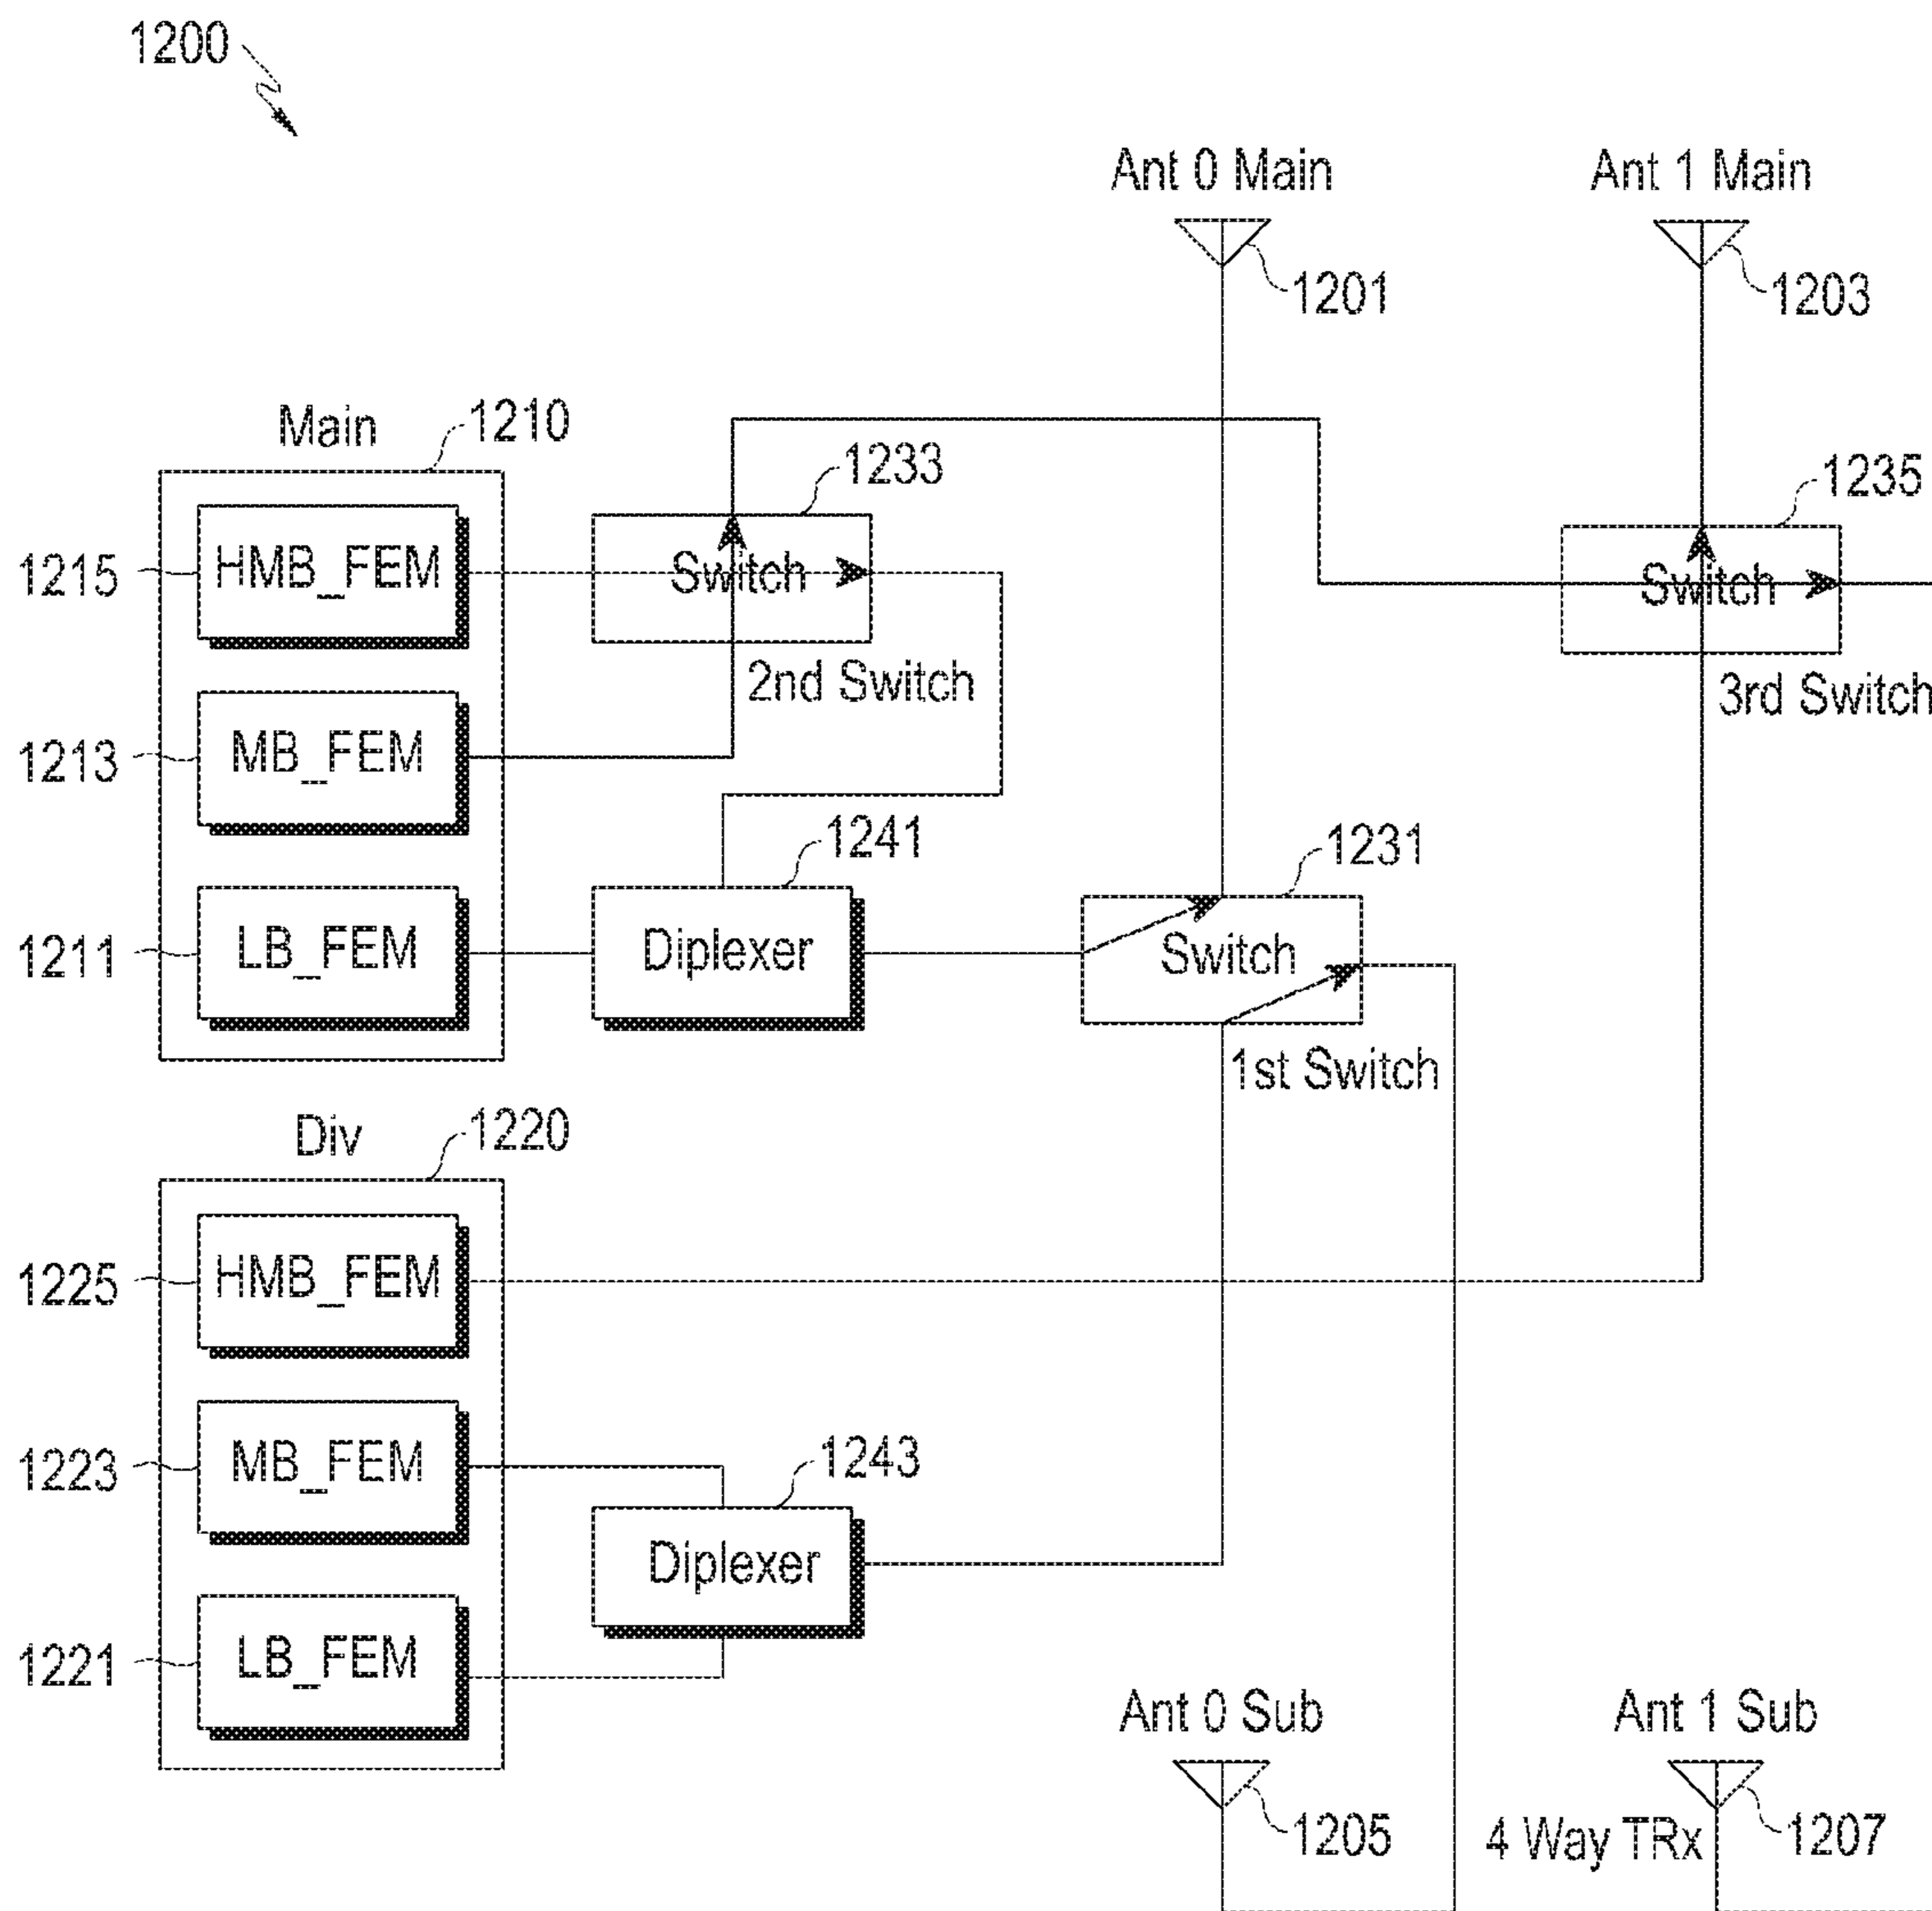 1200
Ant 0 Main
Ant 1 Main
1201
1203
Main
1210
1233
1235
1215
HMB_FEM
Switch
Switch
2nd Switch
3rd Switch
1213
MB_FEM
1241
1231
1211
LB_FEM
Diplexer
Switch
1st Switch
Div
1220
1225
HMB_FEM
1223
MB_FEM
1243
Diplexer
1221
LB_FEM
Ant 0 Sub
Ant 1 Sub
1205
4 Way TRx
1207